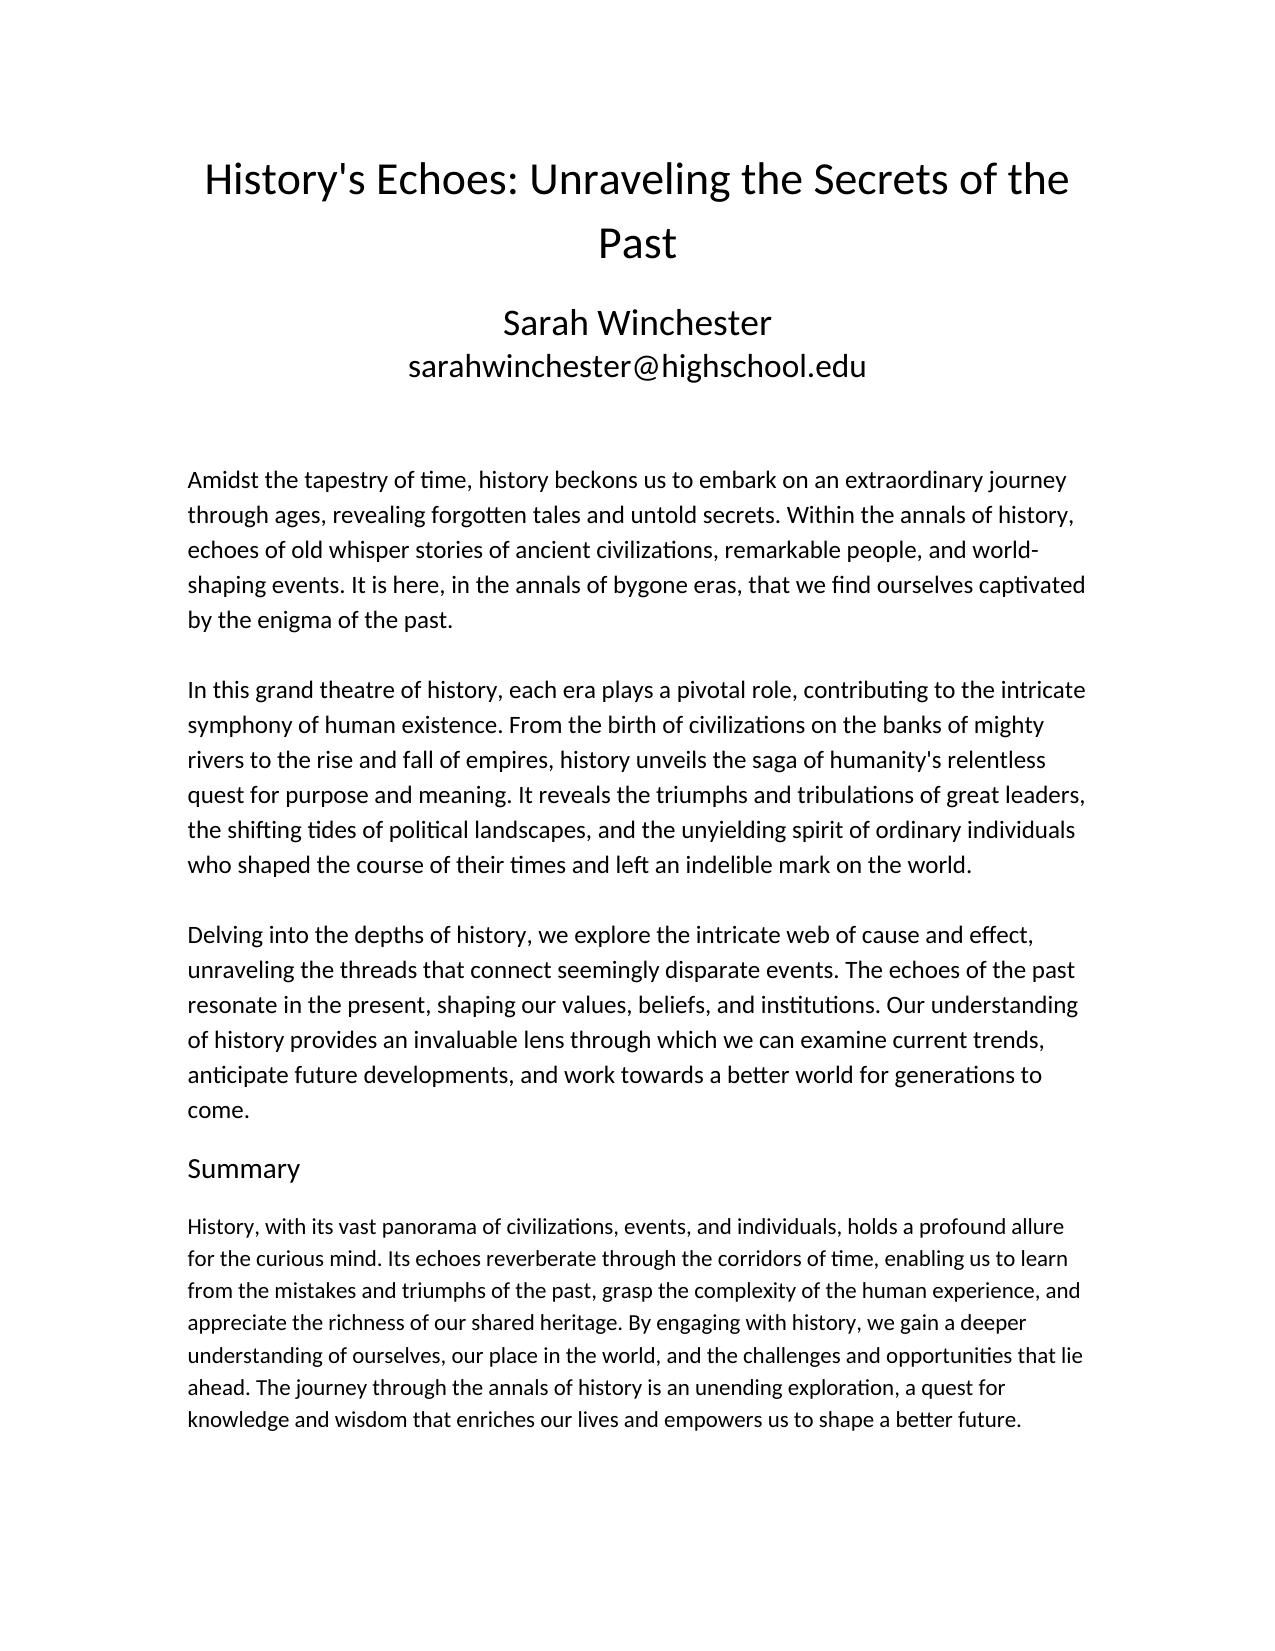 History's Echoes: Unraveling the Secrets of the
Past
Sarah Winchester
sarahwinchester@highschool.edu
Amidst the tapestry of time, history beckons us to embark on an extraordinary journey
through ages, revealing forgotten tales and untold secrets. Within the annals of history,
echoes of old whisper stories of ancient civilizations, remarkable people, and world-
shaping events. It is here, in the annals of bygone eras, that we find ourselves captivated
by the enigma of the past.
In this grand theatre of history, each era plays a pivotal role, contributing to the intricate
symphony of human existence. From the birth of civilizations on the banks of mighty
rivers to the rise and fall of empires, history unveils the saga of humanity's relentless
quest for purpose and meaning. It reveals the triumphs and tribulations of great leaders,
the shifting tides of political landscapes, and the unyielding spirit of ordinary individuals
who shaped the course of their times and left an indelible mark on the world.
Delving into the depths of history, we explore the intricate web of cause and effect,
unraveling the threads that connect seemingly disparate events. The echoes of the past
resonate in the present, shaping our values, beliefs, and institutions. Our understanding
of history provides an invaluable lens through which we can examine current trends,
anticipate future developments, and work towards a better world for generations to
come.
Summary
History, with its vast panorama of civilizations, events, and individuals, holds a profound allure
for the curious mind. Its echoes reverberate through the corridors of time, enabling us to learn
from the mistakes and triumphs of the past, grasp the complexity of the human experience, and
appreciate the richness of our shared heritage. By engaging with history, we gain a deeper
understanding of ourselves, our place in the world, and the challenges and opportunities that lie
ahead. The journey through the annals of history is an unending exploration, a quest for
knowledge and wisdom that enriches our lives and empowers us to shape a better future.